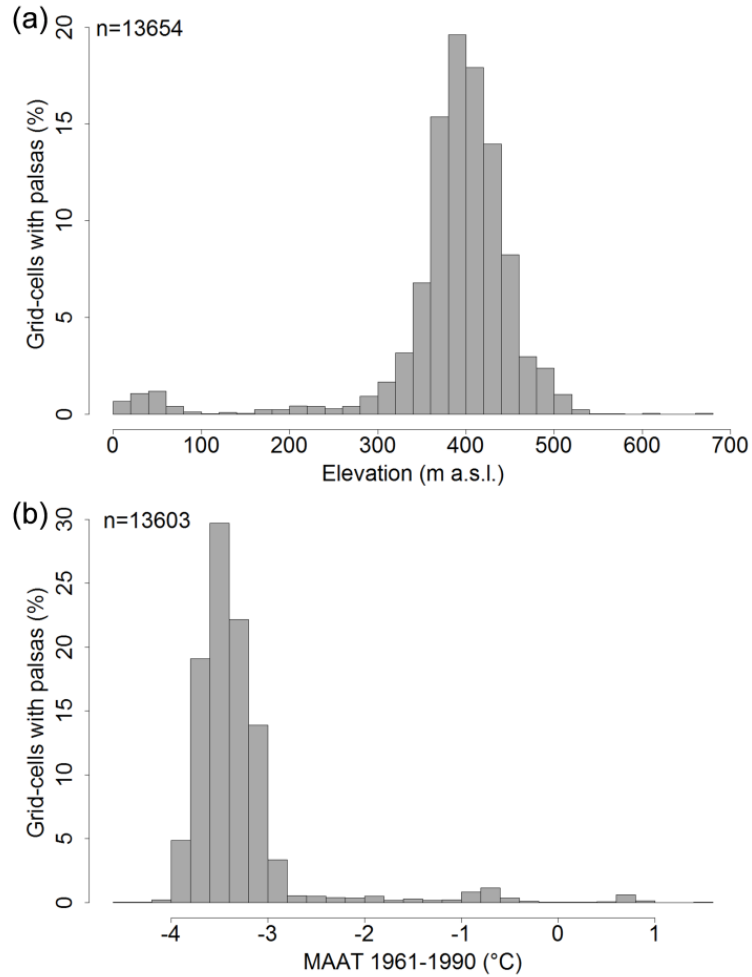 (a)
n=13654
Grid-cells with palsas (%)
20
15
10
5
0
0 100 200 300 400 500 600 700
Elevation (m a.s.l.)
(b)
n=13603
Grid-cells with palsas (%)
30
25
20
15
10
5
0
-4 -3 -2 -1 0 1
MAAT 1961-1990 (°C)